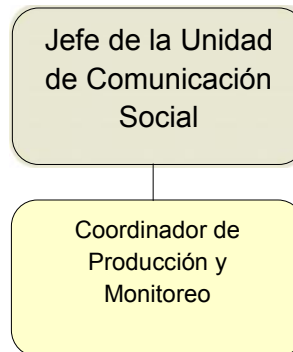 Jefe de la Unidad
de Comunicación
Social
Coordinador de
Producción y
Monitoreo